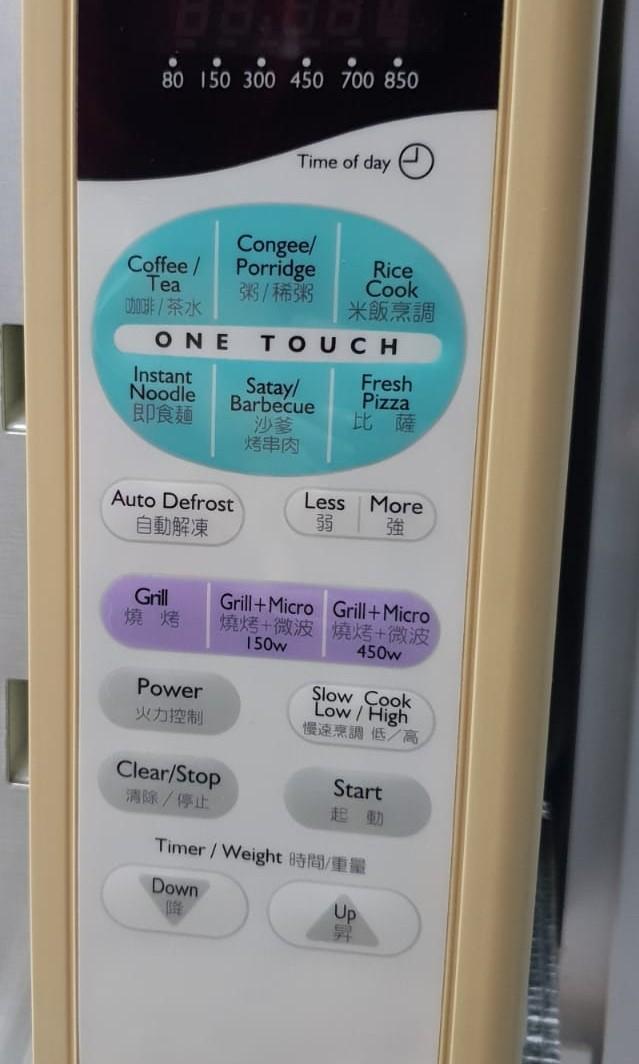 80 150 300 450 700 850
Time of day
Coffee /
Tea
咖啡/茶水
Congee/
Porridge
粥/稀粥
Rice
Cook
米飯烹調
ONE TOUCH
Instant
Noodle
即食麵
Satay/
Barbecue
沙爹
烤串肉
Fresh
Pizza
比 薩
Auto Defrost
自動解凍
Less
弱
More
強
Grill
燒 烤
Grill+Micro
燒烤+微波
150w
Grill+Micro
燒烤+微波
450w
Power
火力控制
Slow Cook
Low / High
慢速烹調 低/高
Clear/Stop
清除/停止
Start
起 動
Timer / Weight 時間/重量
Down
降
Up
昇